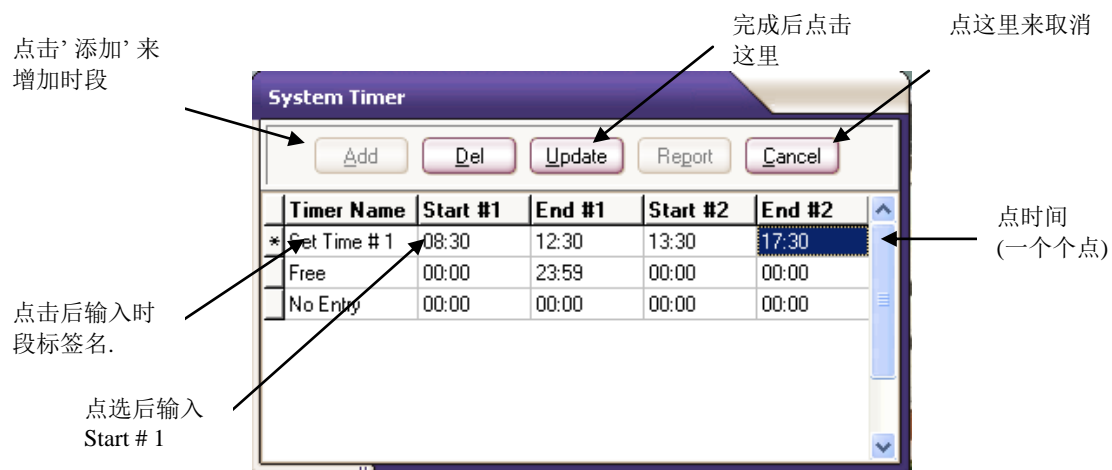 完成后点击
这里
点这里来取消
点击’添加’来
增加时段
System Timer
Add Del Update Report Cancel
Timer Name Start #1 End #1 Start #2 End #2
* Set Time # 1 08:30 12:30 13:30 17:30
Free 00:00 23:59 00:00 00:00
No Entry 00:00 00:00 00:00 00:00
点时间
(一个个点)
点击后输入时
段标签名.
点选后输入
Start # 1